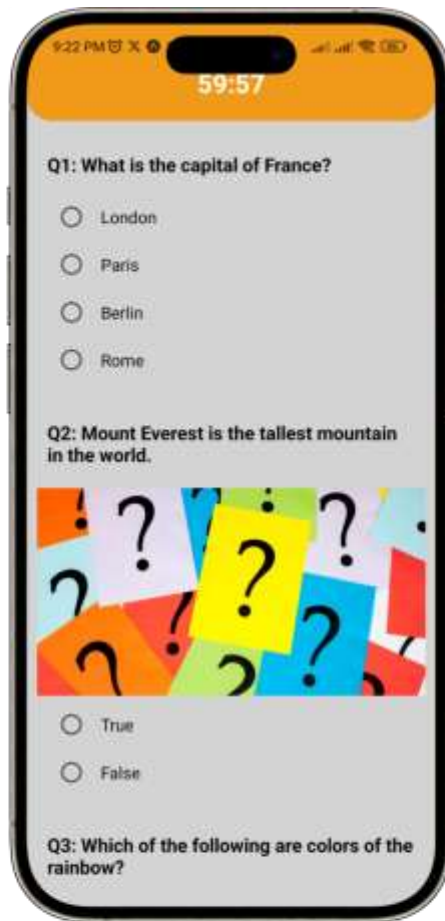 9:22 PM
59:57
Q1: What is the capital of France?
London
Paris
Berlin
Rome
Q2: Mount Everest is the tallest mountain
in the world.
? ? ? ? ? ? ? ?
True
False
Q3: Which of the following are colors of the
rainbow?